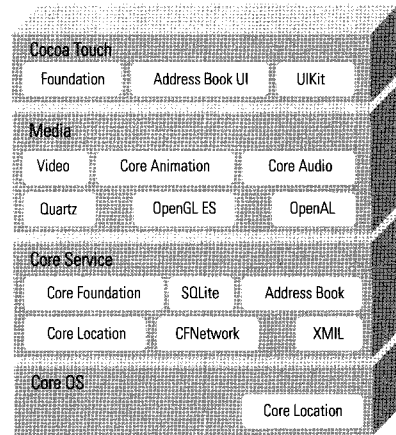 Cocoa Touch
Foundation Address Book UI UIKit
Media
Video Core Animation Core Audio
Quartz OpenGL ES OpenAL
Core Service
Core Foundation SQLite Address Book
Core Location CFNetwork XMIL
Core OS
Core Location